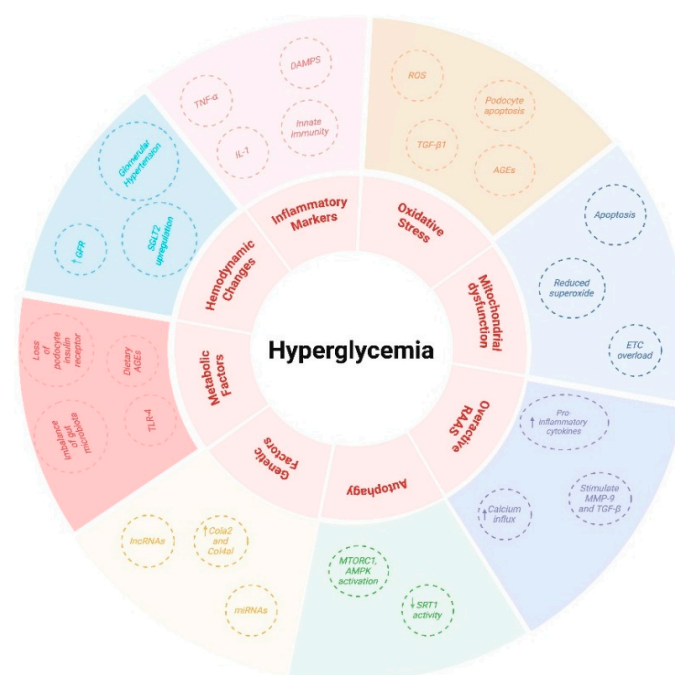 Hyperglycemia
Inflammatory
Markers
DAMPS
TNF-α
IL-1
Innate
immunity
Oxidative
Stress
ROS
Podocyte
apoptosis
TGF-β1
AGEs
Mitochondrial
dysfunction
Apoptosis
Reduced
superoxide
ETC
overload
Overactive
RAAS
↑ Pro
inflammatory
cytokines
Stimulate
MMP-9
and TGF-β
↑ Calcium
influx
Autophagy
MTORC1,
AMPK
activation
↓ SRT1
activity
Genetic
Factors
lncRNAs
↑ Cola2
and
Col4al
miRNAs
Metabolic
Factors
Loss
of
podocyte
insulin
receptor
Dietary
AGEs
imbalance
of gut
microbiota
TLR-4
Hemodynamic
Changes
Glomerular
Hypertension
↑ GFR
SGLT2
upregulation